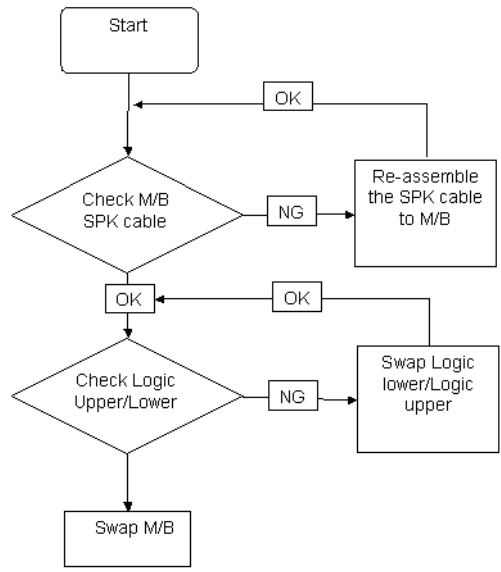 Start
OK
Check M/B
SPK cable
NG
Re-assemble
the SPK cable
to M/B
OK
OK
Check Logic
Upper/Lower
NG
Swap Logic
lower/Logic
upper
Swap M/B